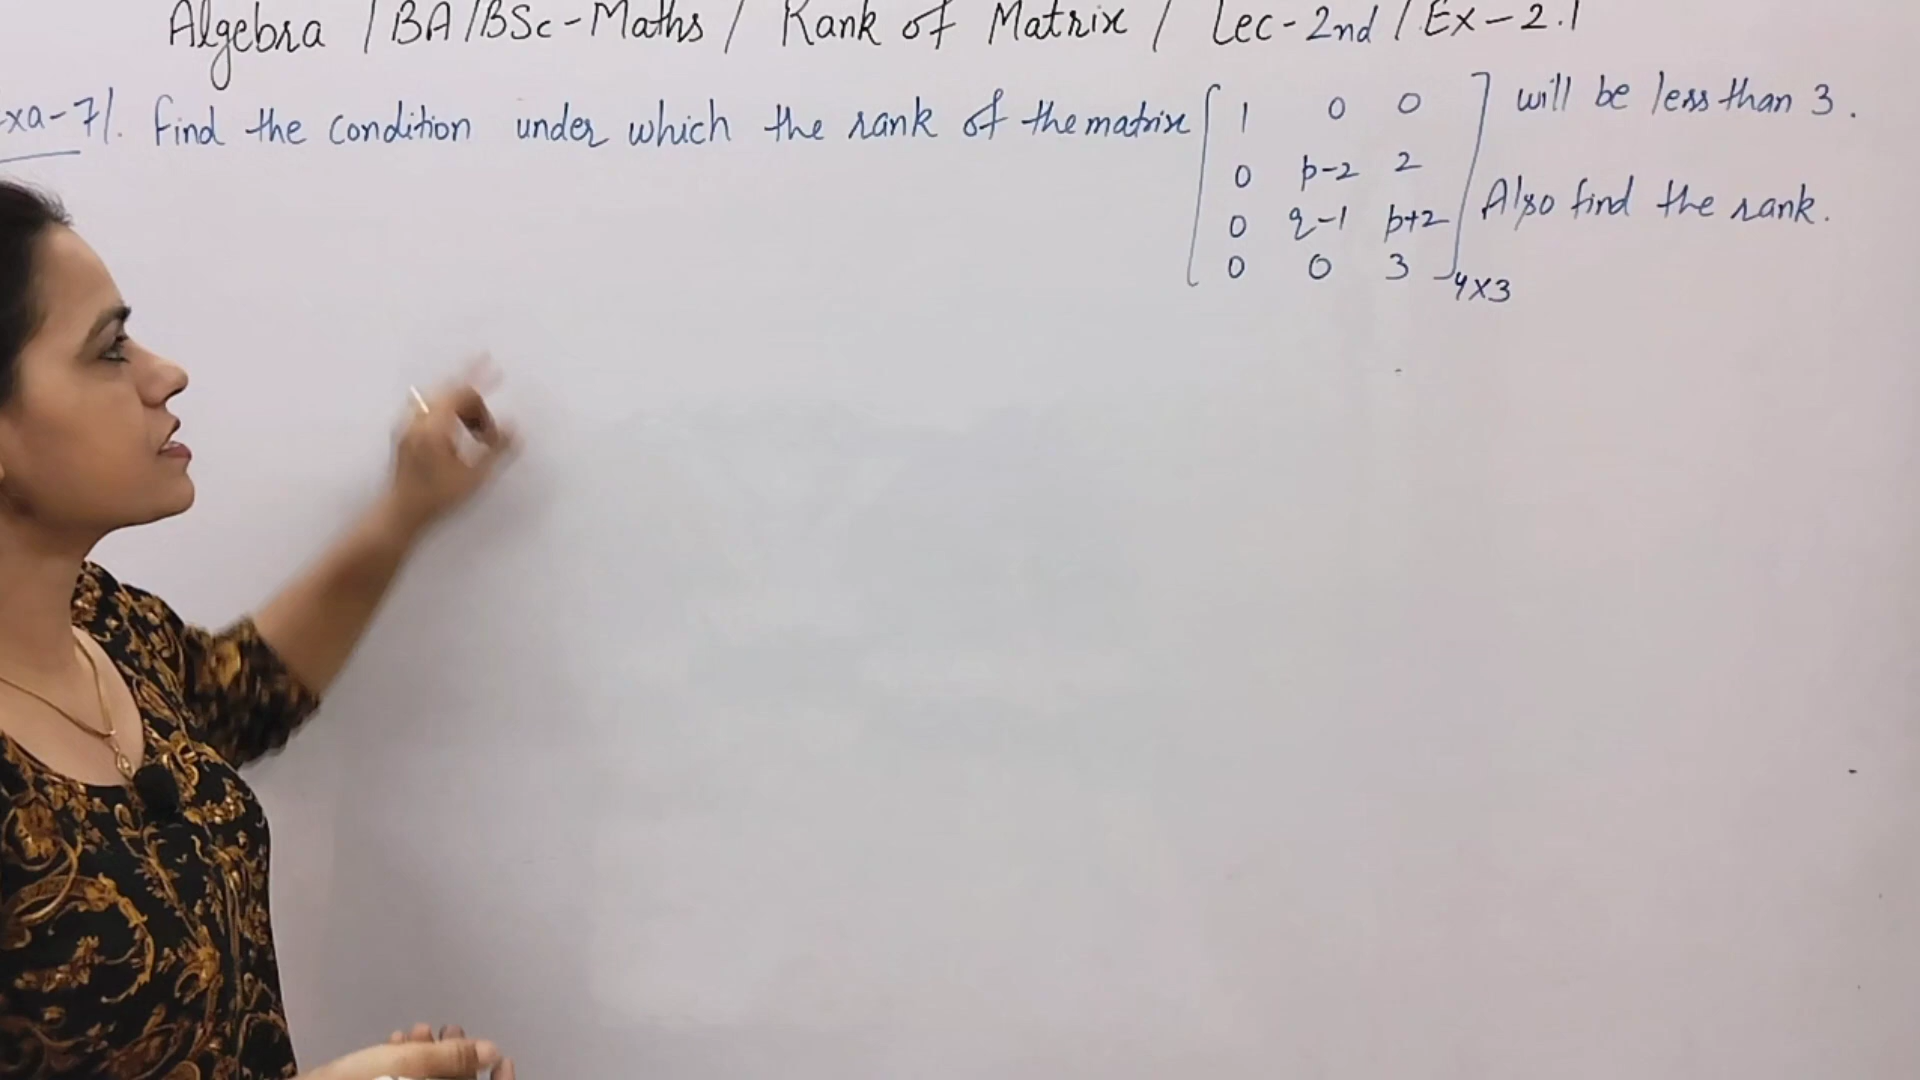 Algebra / BA/BSc-Maths / Rank of Matrix / Lec-2nd / Ex-2.1
xa-7/. Find the condition under which the rank of the matrix [ 1 0 0 ] will be less than 3.
0 p-2 2
0 q-1 p+2 Also find the rank.
0 0 3 4x3